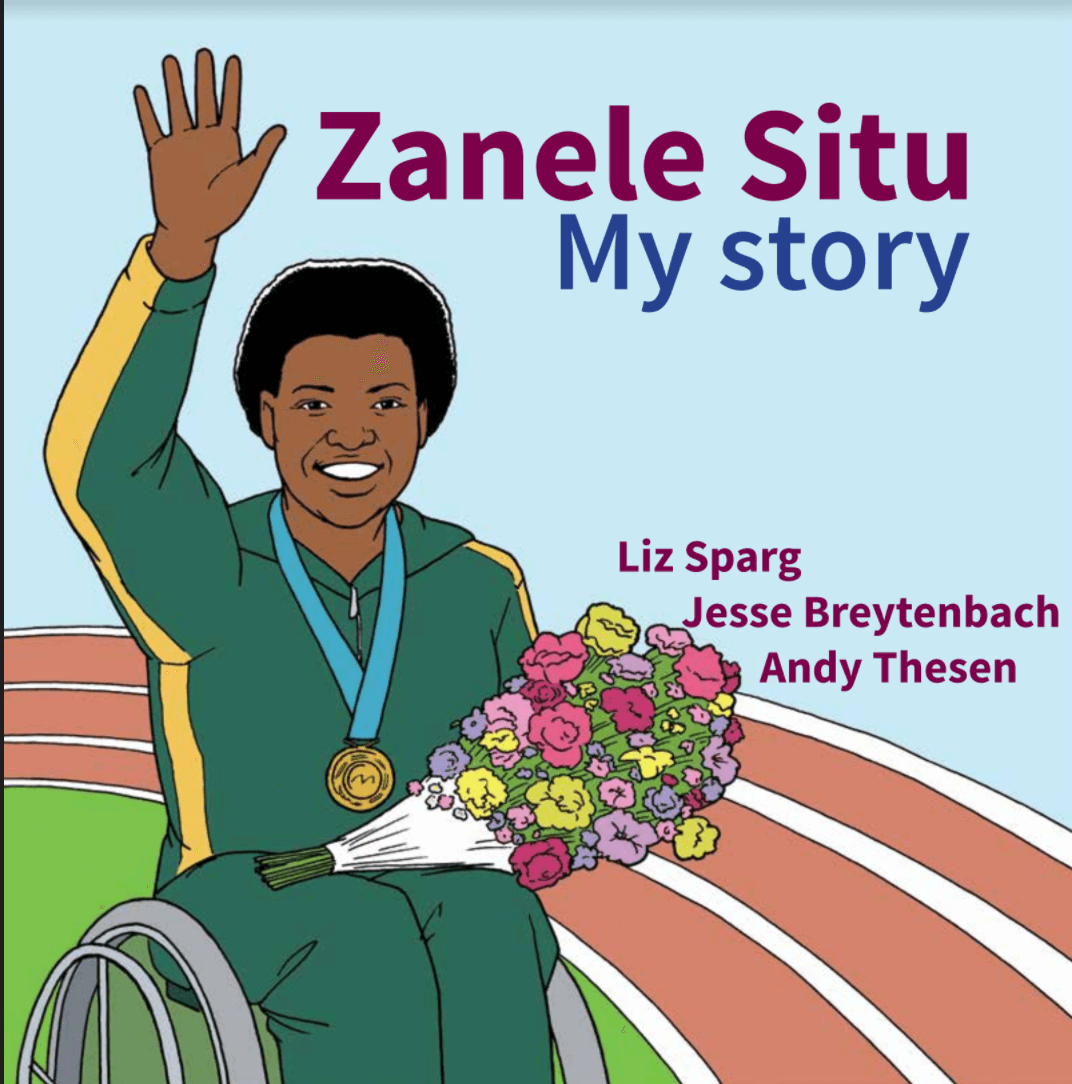 Zanele Situ
My story
Liz Sparg
Jesse Breytenbach
Andy Thesen